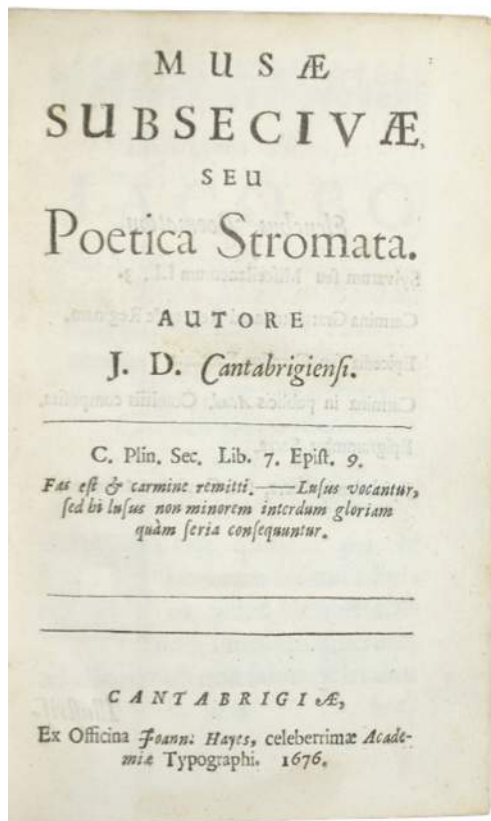 MUSÆ
SUBSECIVÆ,
SEU
Poetica Stromata.
AUTORE
J. D. Cantabrigienſi.
C. Plin. Sec. Lib. 7. Epiſt. 9.
Fas eſt & carmine remitti.——Luſus vocantur,
ſed hi luſus non minorem interdum gloriam
quàm ſeria conſequuntur.
CANTABRIGIÆ,
Ex Officina Joann: Hayes, celeberrimæ Acade-
miæ Typographi. 1676.